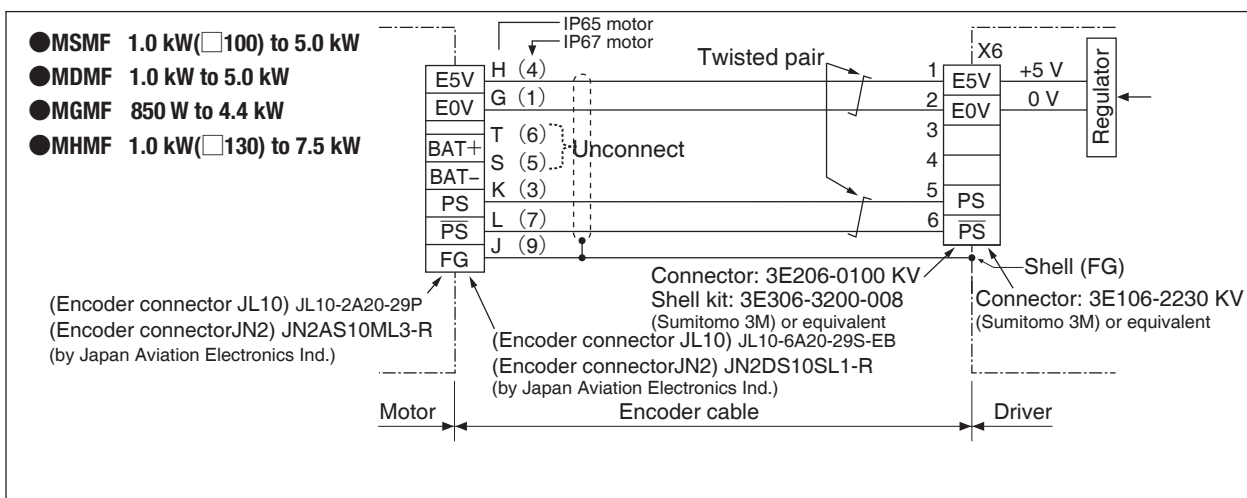 ●MSMF 1.0 kW(□100) to 5.0 kW
●MDMF 1.0 kW to 5.0 kW
●MGMF 850 W to 4.4 kW
●MHMF 1.0 kW(□130) to 7.5 kW
IP65 motor
IP67 motor
Twisted pair
X6
E5V H (4) 1 E5V +5 V
E0V G (1) 2 E0V 0 V
Regulator
BAT+ T (6) 3
BAT− S (5) 4
Unconnect
PS K (3) 5 PS
P̅S̅ L (7) 6 P̅S̅
FG J (9)
Shell (FG)
Connector: 3E206-0100 KV
Shell kit: 3E306-3200-008
(Sumitomo 3M) or equivalent
Connector: 3E106-2230 KV
(Sumitomo 3M) or equivalent
(Encoder connector JL10) JL10-2A20-29P
(Encoder connectorJN2) JN2AS10ML3-R
(by Japan Aviation Electronics Ind.)
(Encoder connector JL10) JL10-6A20-29S-EB
(Encoder connectorJN2) JN2DS10SL1-R
(by Japan Aviation Electronics Ind.)
Motor Encoder cable Driver